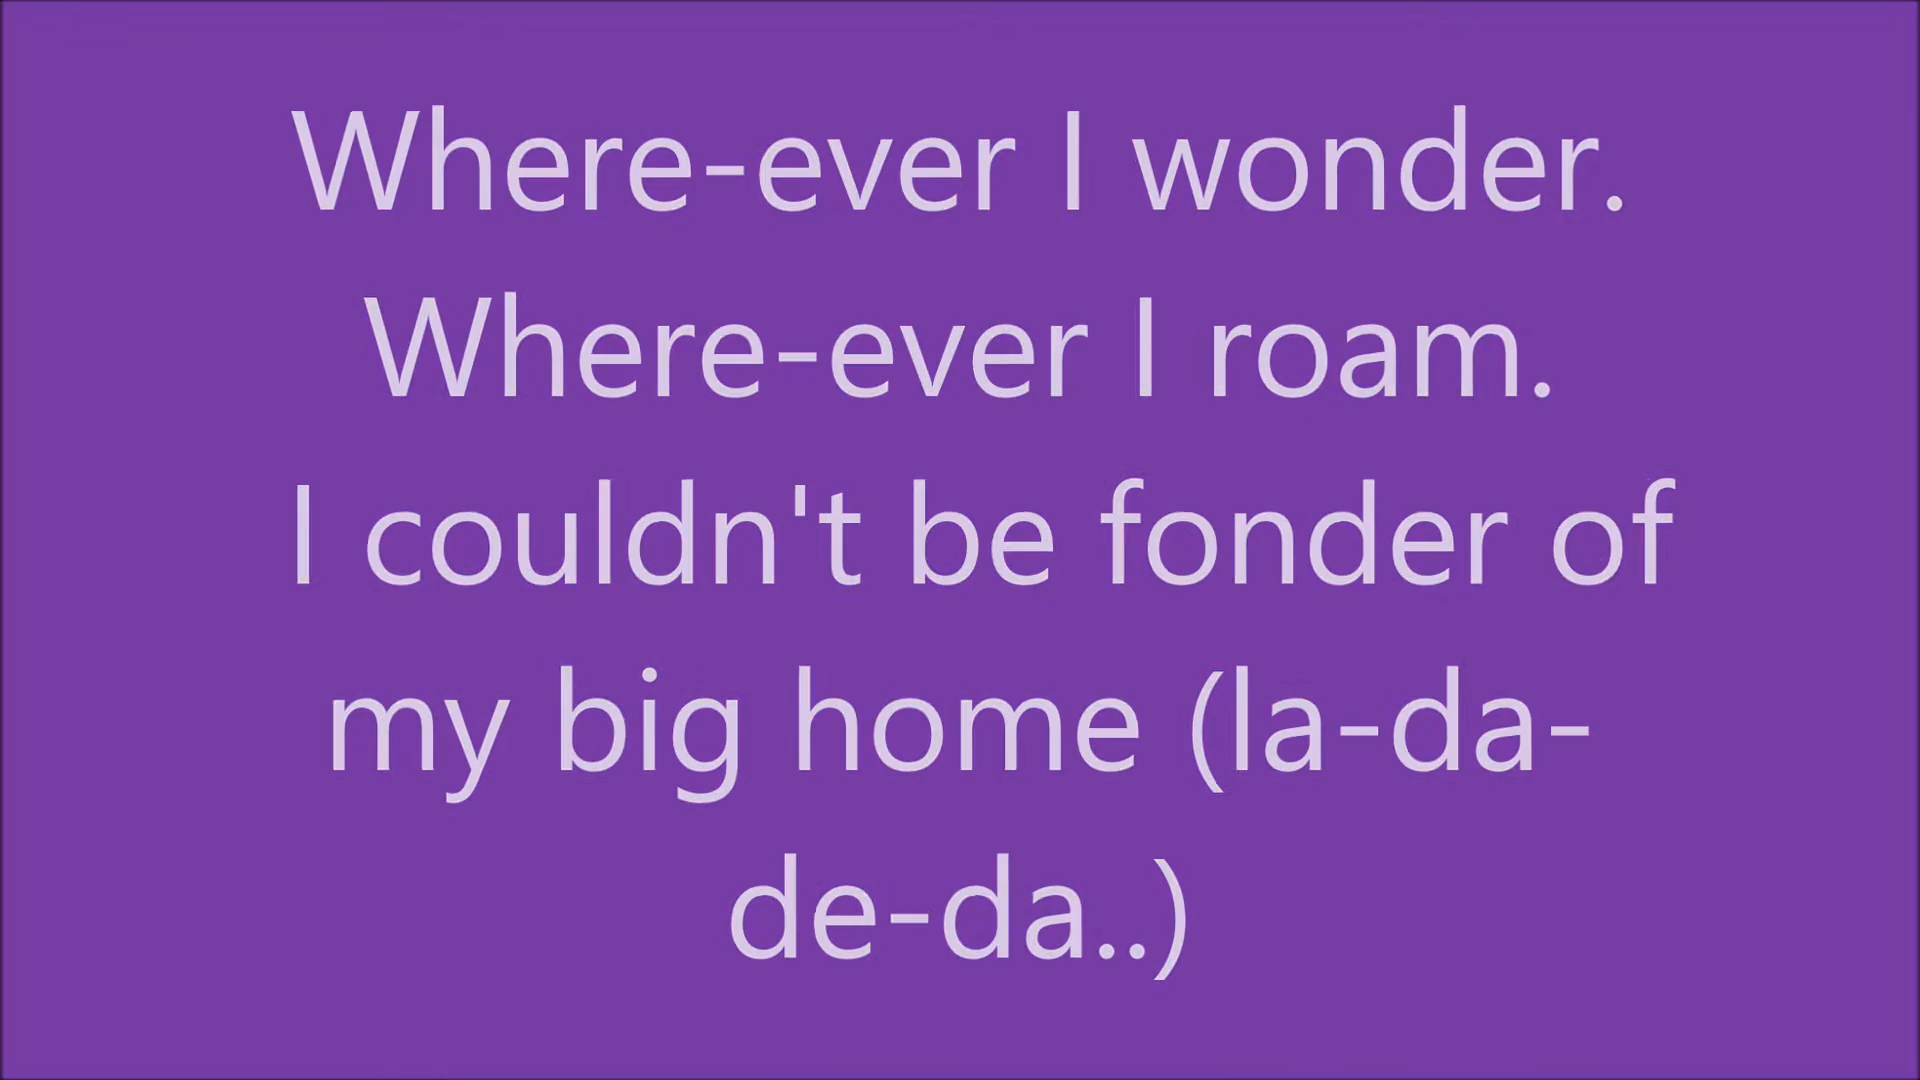 Where-ever I wonder.
Where-ever I roam.
I couldn't be fonder of
my big home (la-da-
de-da..)